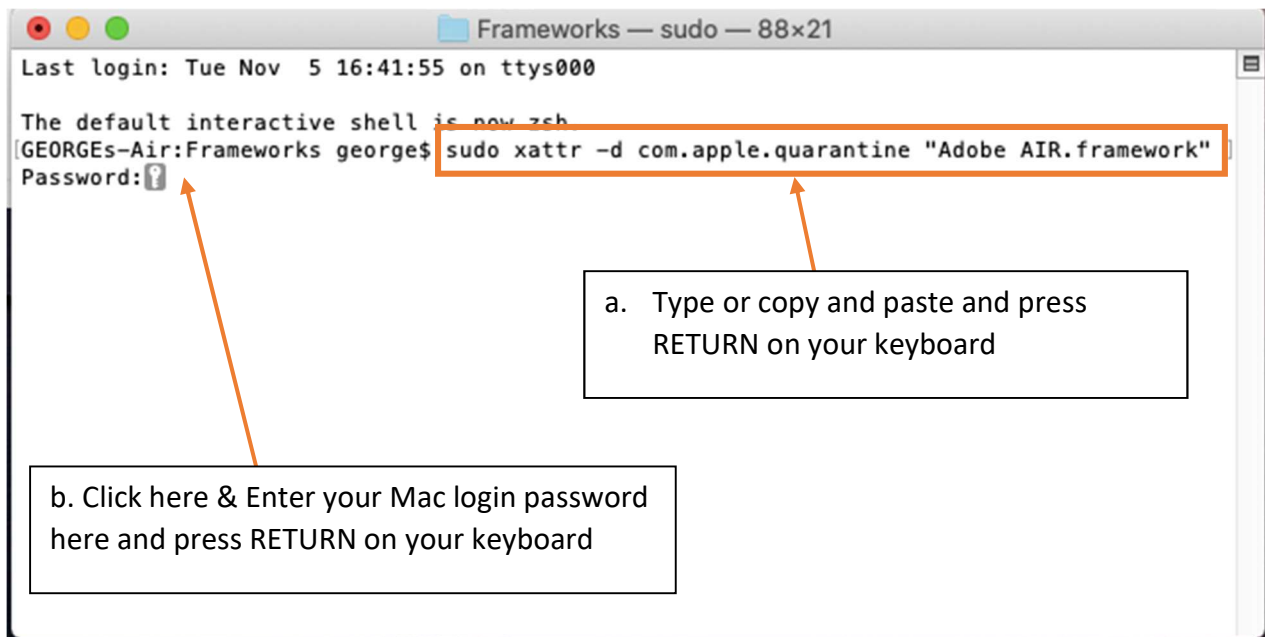 Frameworks — sudo — 88×21
Last login: Tue Nov  5 16:41:55 on ttys000
The default interactive shell is now zsh.
[GEORGEs-Air:Frameworks george$ sudo xattr -d com.apple.quarantine "Adobe AIR.framework" ]
Password:
a. Type or copy and paste and press
RETURN on your keyboard
b. Click here & Enter your Mac login password
here and press RETURN on your keyboard